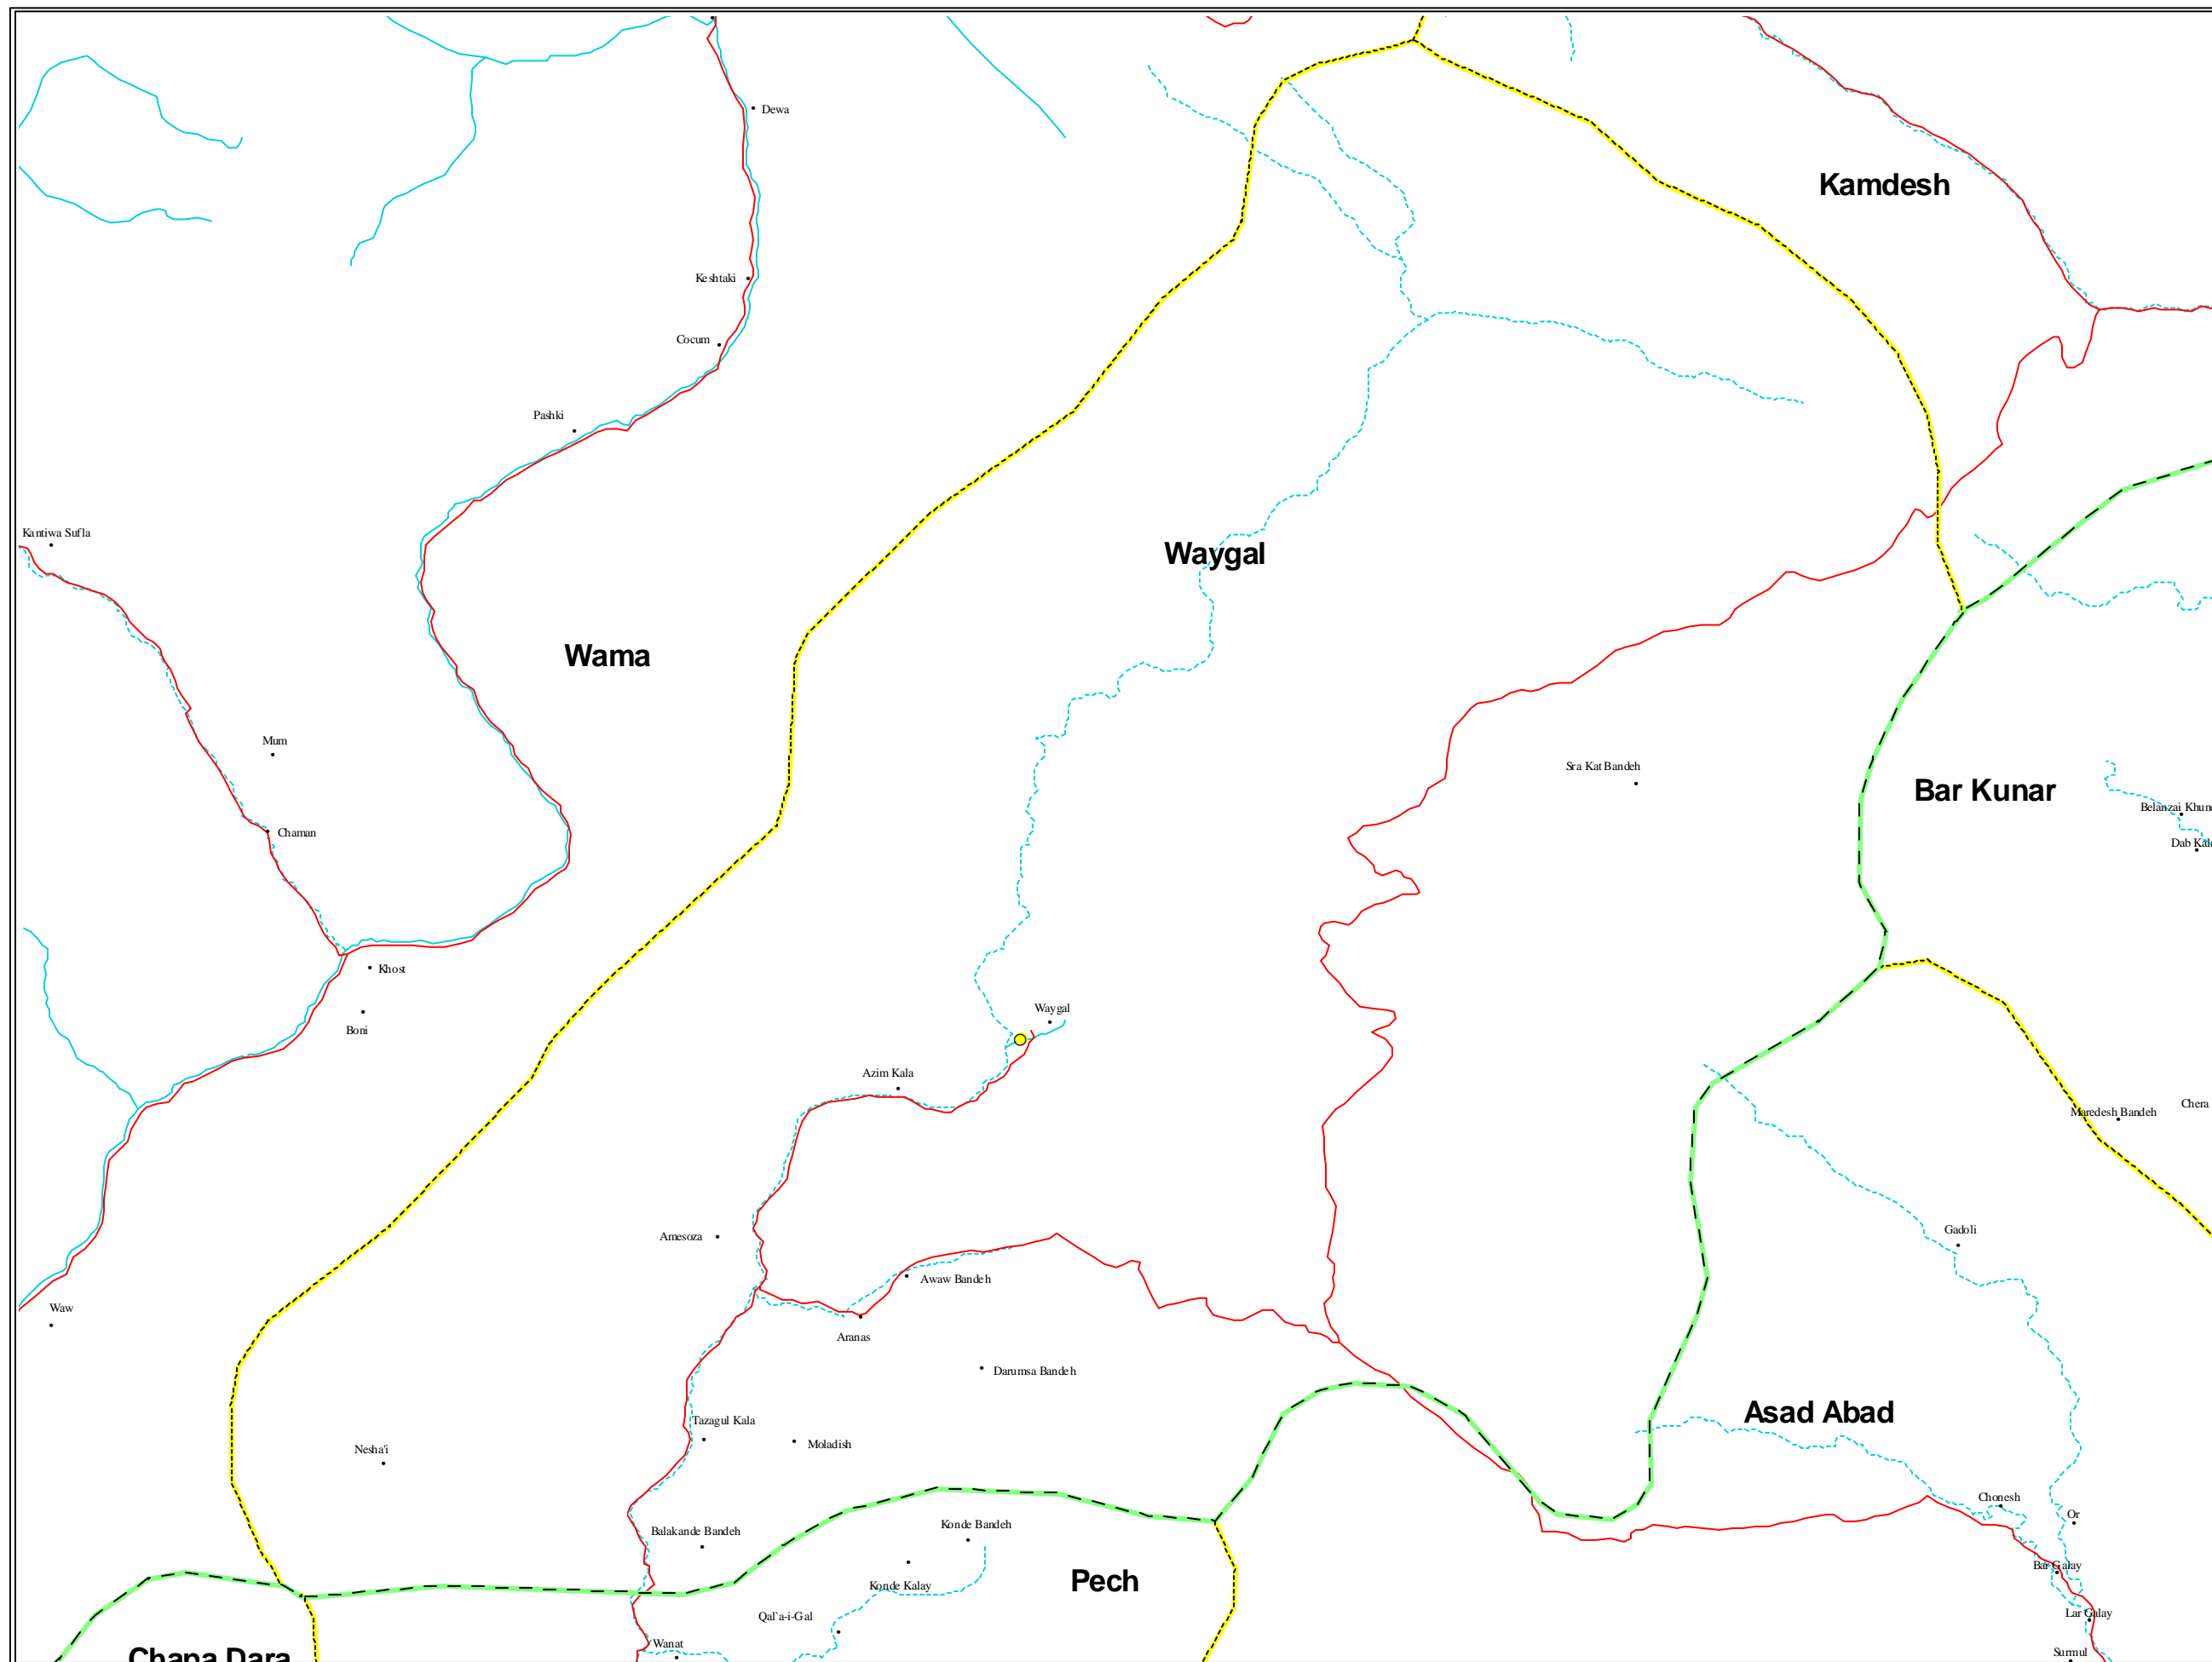 Dewa
Kamdesh
Keshtaki
Cocum
Pashki
Kantiwa Sufla
Waygal
Wama
Mum
Sra Kat Bandeh
Bar Kunar
Belanzai
Chaman
Dab
Khost
Waygal
Boni
Azim Kala
Chera
Maredesh Bandeh
Amesoza
Gadoli
Awaw Bandeh
Waw
Aranas
Darumsa Bandeh
Asad Abad
Tazagul Kala
Moladish
Nesha'i
Chonesh
Or
Konde Bandeh
Balakande Bandeh
Bar Galay
Pech
Konde Kalay
Qal`a-i-Gal
Lar Galay
Wanat
Surmul
Chapa Dara